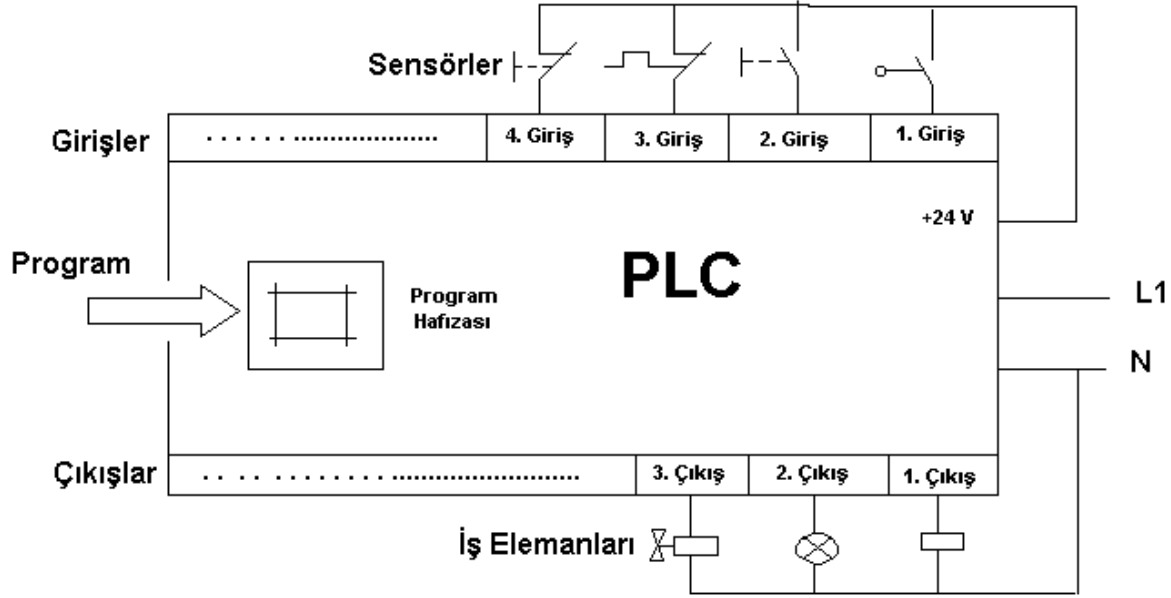 Sensörler
Girişler
. . . . . ......................
4. Giriş
3. Giriş
2. Giriş
1. Giriş
+24 V
Program
PLC
Program
Hafızası
L1
N
Çıkışlar
. . . . . . . . . ..............................
3. Çıkış
2. Çıkış
1. Çıkış
İş Elemanları